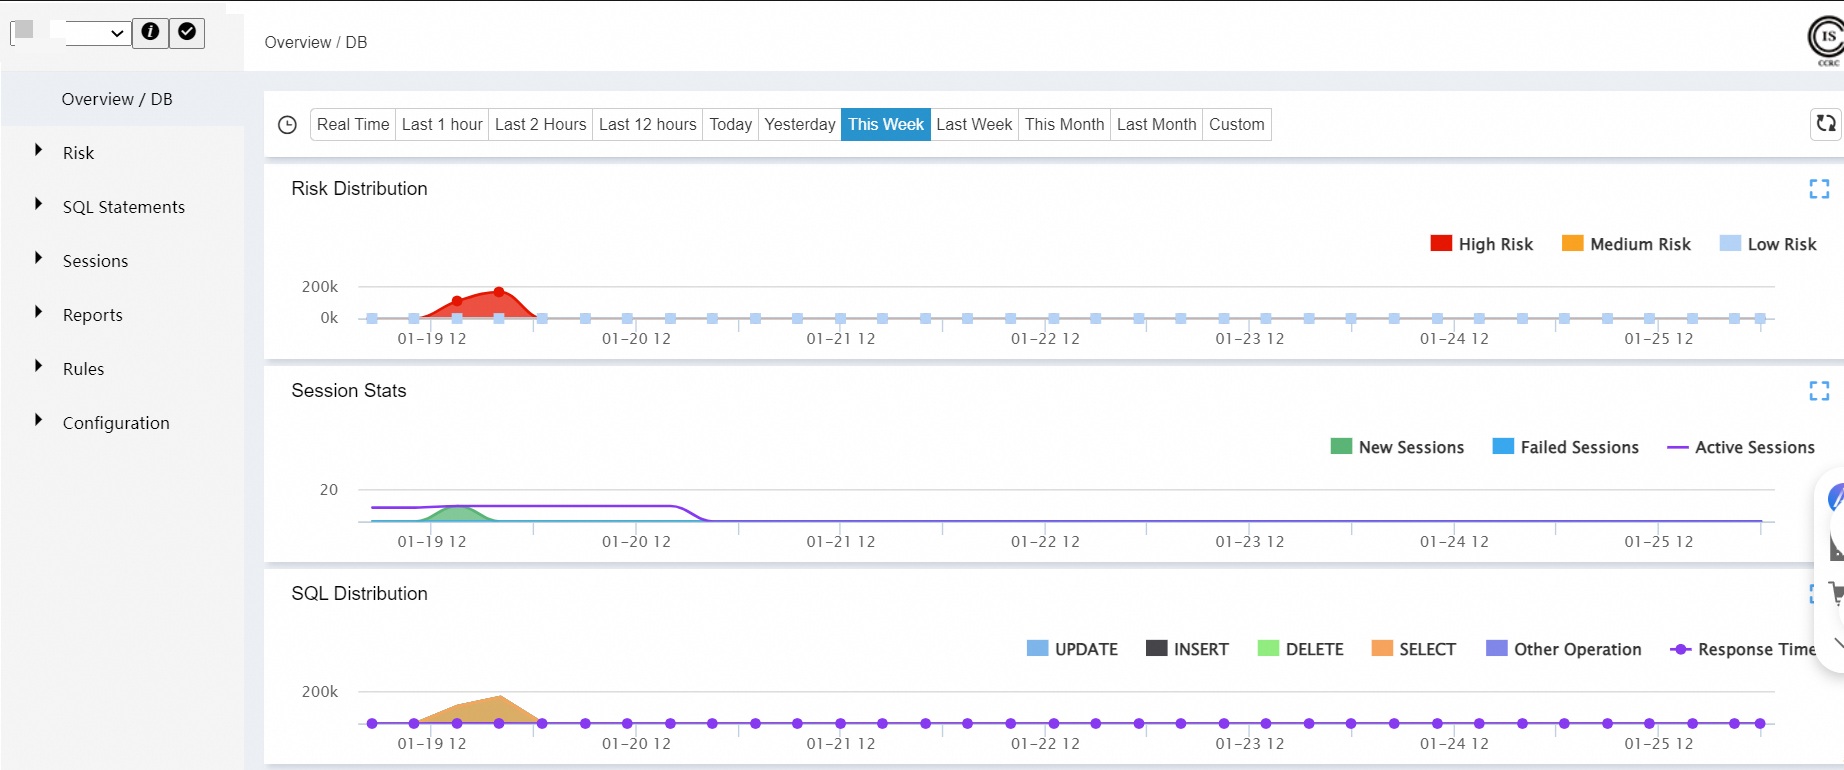 Overview / DB
IS
CCRC
Overview / DB
Risk
SQL Statements
Sessions
Reports
Rules
Configuration
Real Time Last 1 hour Last 2 Hours Last 12 hours Today Yesterday This Week Last Week This Month Last Month Custom
Risk Distribution
High Risk Medium Risk Low Risk
200k
0k
01-19 12 01-20 12 01-21 12 01-22 12 01-23 12 01-24 12 01-25 12
Session Stats
New Sessions Failed Sessions Active Sessions
20
01-19 12 01-20 12 01-21 12 01-22 12 01-23 12 01-24 12 01-25 12
SQL Distribution
UPDATE INSERT DELETE SELECT Other Operation Response Time
200k
01-19 12 01-20 12 01-21 12 01-22 12 01-23 12 01-24 12 01-25 12